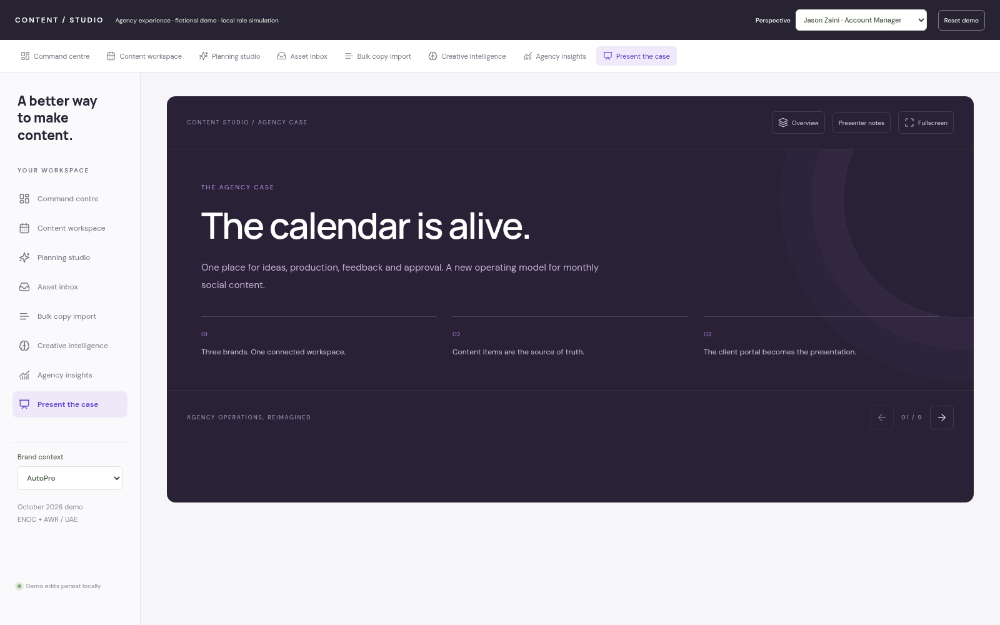 CONTENT / STUDIO
Agency experience · fictional demo · local role simulation
Perspective
Jason Zaini · Account Manager
Reset demo
Command centre
Content workspace
Planning studio
Asset inbox
Bulk copy import
Creative intelligence
Agency insights
Present the case
A better way
to make
content.
YOUR WORKSPACE
Command centre
Content workspace
Planning studio
Asset inbox
Bulk copy import
Creative intelligence
Agency insights
Present the case
Brand context
AutoPro
October 2026 demo
ENOC + AWR / UAE
Demo edits persist locally
CONTENT STUDIO / AGENCY CASE
Overview
Presenter notes
Fullscreen
THE AGENCY CASE
The calendar is alive.
One place for ideas, production, feedback and approval. A new operating model for monthly
social content.
01
Three brands. One connected workspace.
02
Content items are the source of truth.
03
The client portal becomes the presentation.
AGENCY OPERATIONS, REIMAGINED
01 / 9